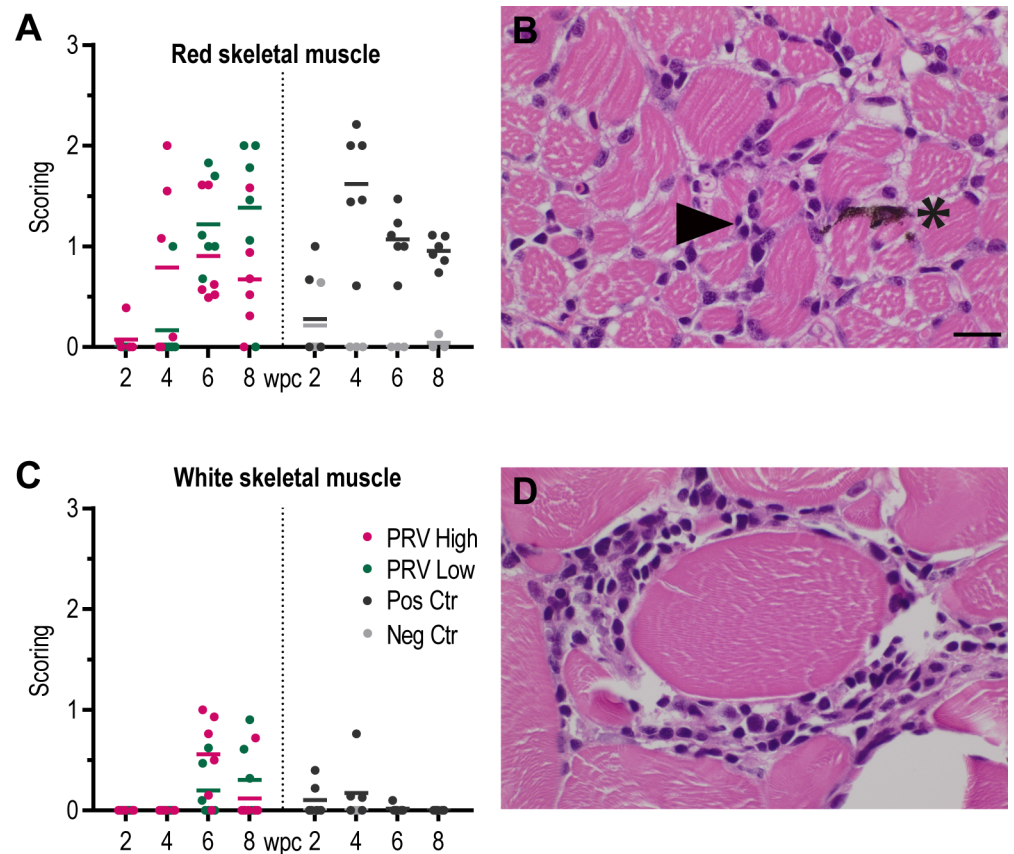 A
Red skeletal muscle
3
2
1
0
Scoring
2 4 6 8 wpc 2 4 6 8
B
*
C
White skeletal muscle
3
2
1
0
Scoring
PRV High
PRV Low
Pos Ctr
Neg Ctr
2 4 6 8 wpc 2 4 6 8
D